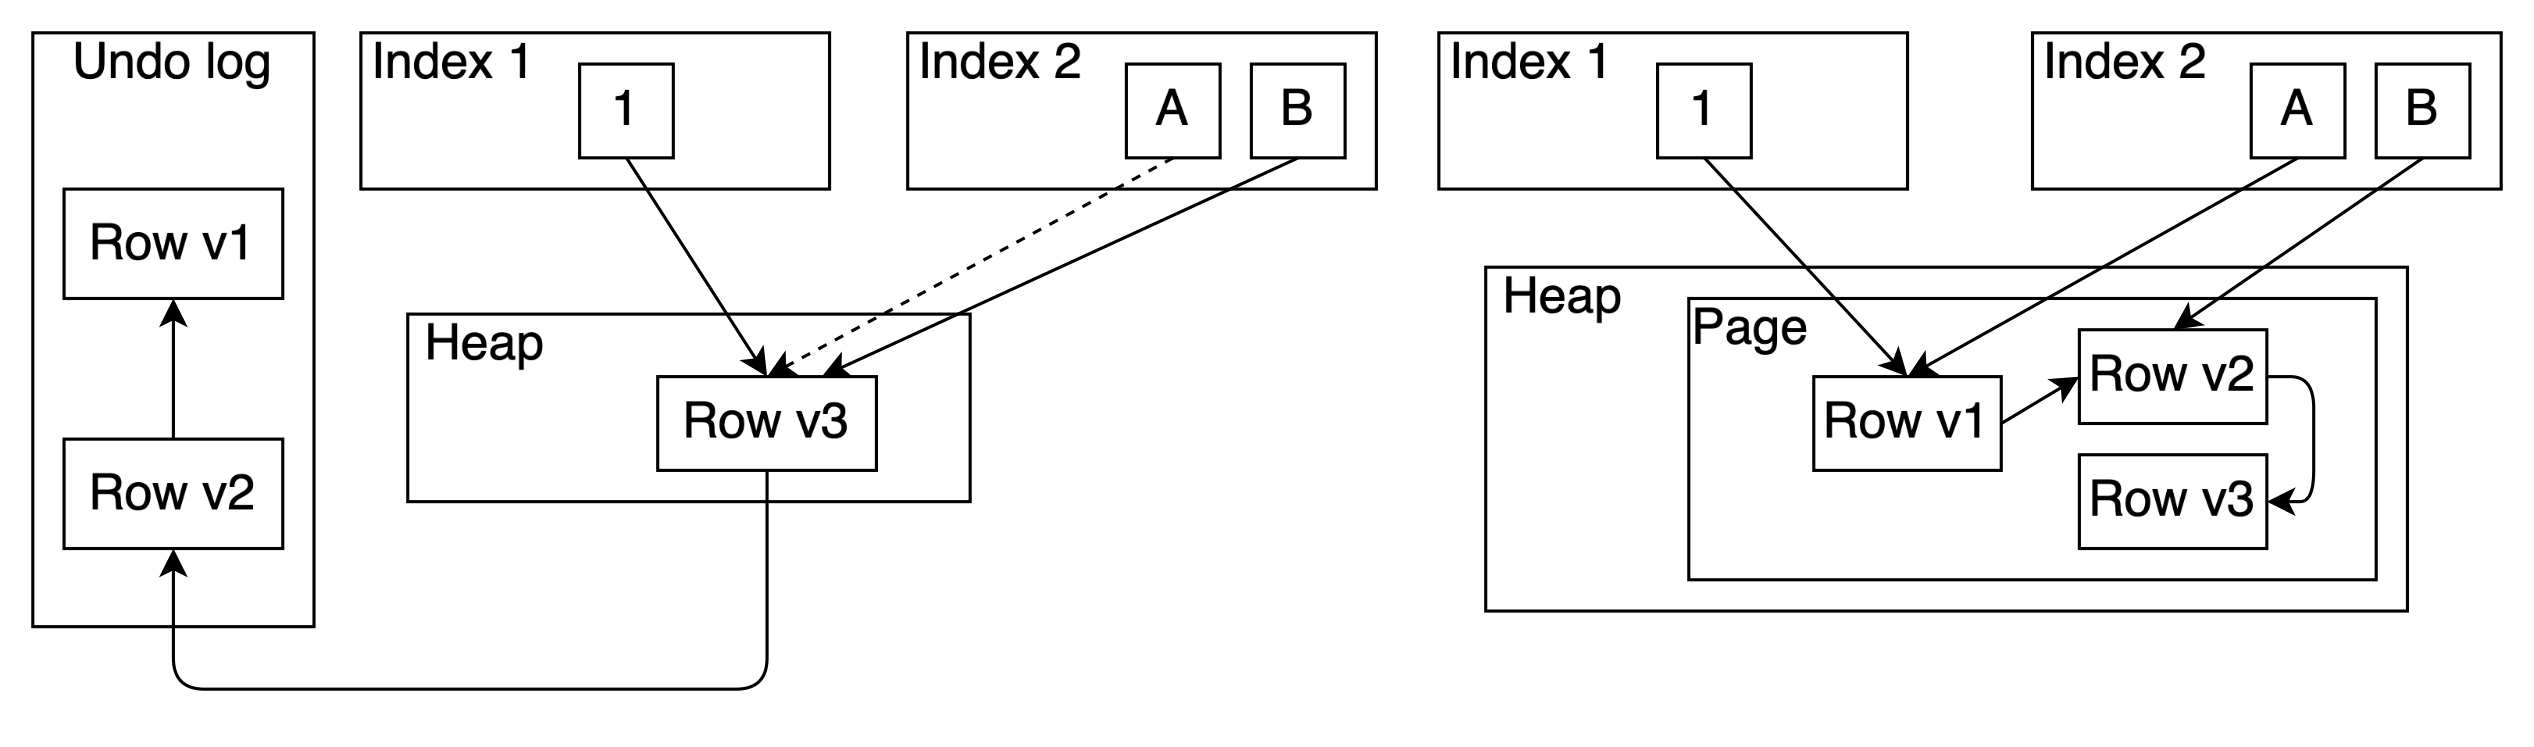 Undo log
Row v1
Row v2
Index 1
1
Index 2
A
B
Heap
Row v3
Index 1
1
Index 2
A
B
Heap
Page
Row v1
Row v2
Row v3